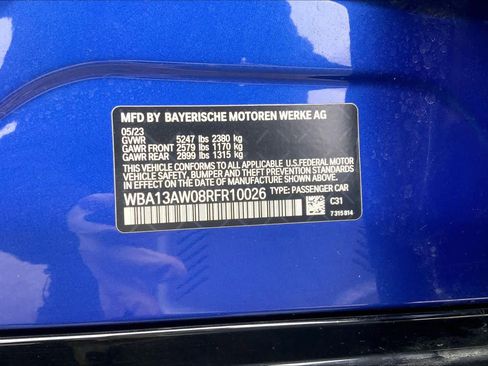 MFD BY BAYERISCHE MOTOREN WERKE AG
05/23
GVWR 5247 lbs 2380 kg
GAWR FRONT 2579 lbs 1170 kg
GAWR REAR 2899 lbs 1315 kg
THIS VEHICLE CONFORMS TO ALL APPLICABLE U.S.FEDERAL MOTOR
VEHICLE SAFETY, BUMPER, AND THEFT PREVENTION STANDARDS IN
EFFECT ON THE DATE OF MANUFACTURE SHOWN ABOVE.
WBA13AW08RFR10026 TYPE: PASSENGER CAR
C31
7 315 814